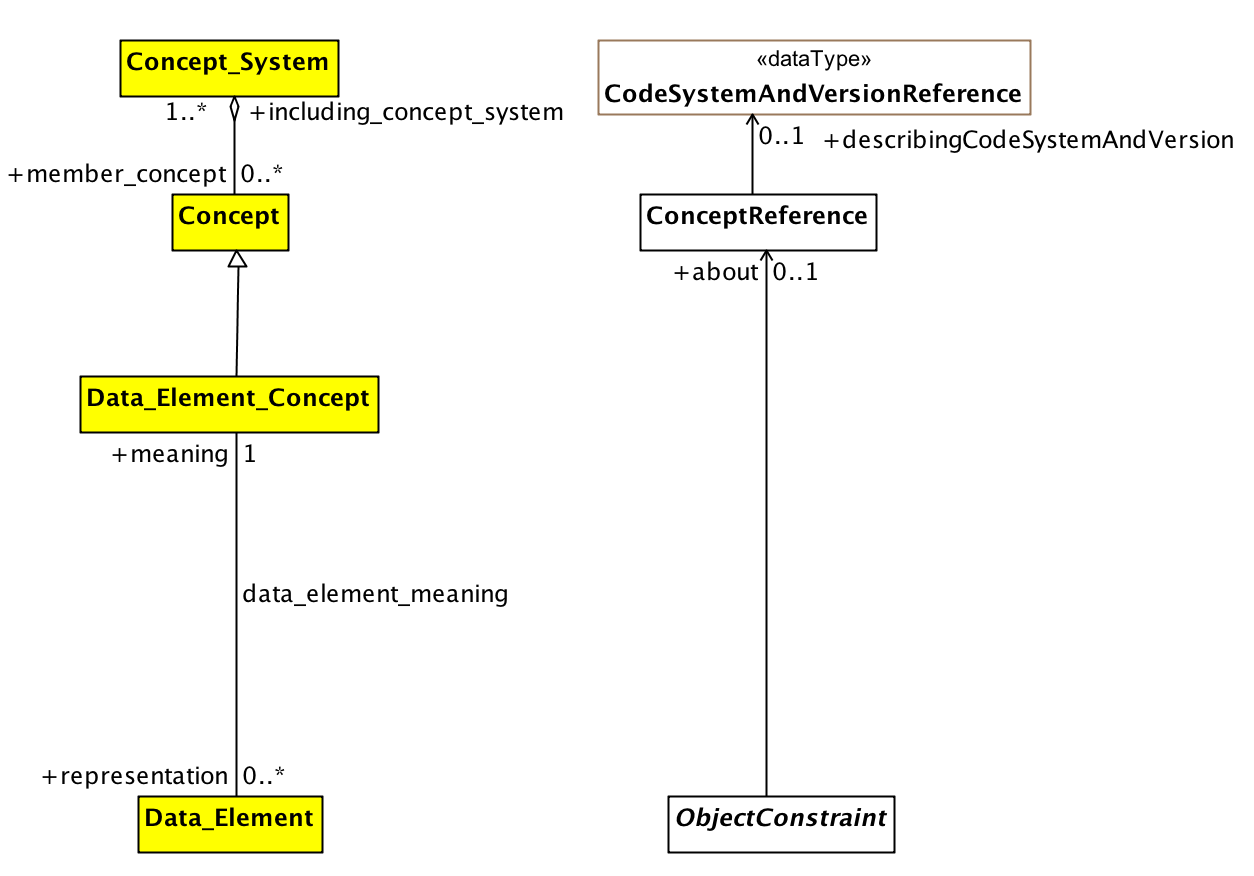 Concept_System
1..* +including_concept_system
+member_concept 0..*
Concept
Data_Element_Concept
+meaning 1
data_element_meaning
+representation 0..*
Data_Element
«dataType»
CodeSystemAndVersionReference
0..1 +describingCodeSystemAndVersion
ConceptReference
+about 0..1
ObjectConstraint